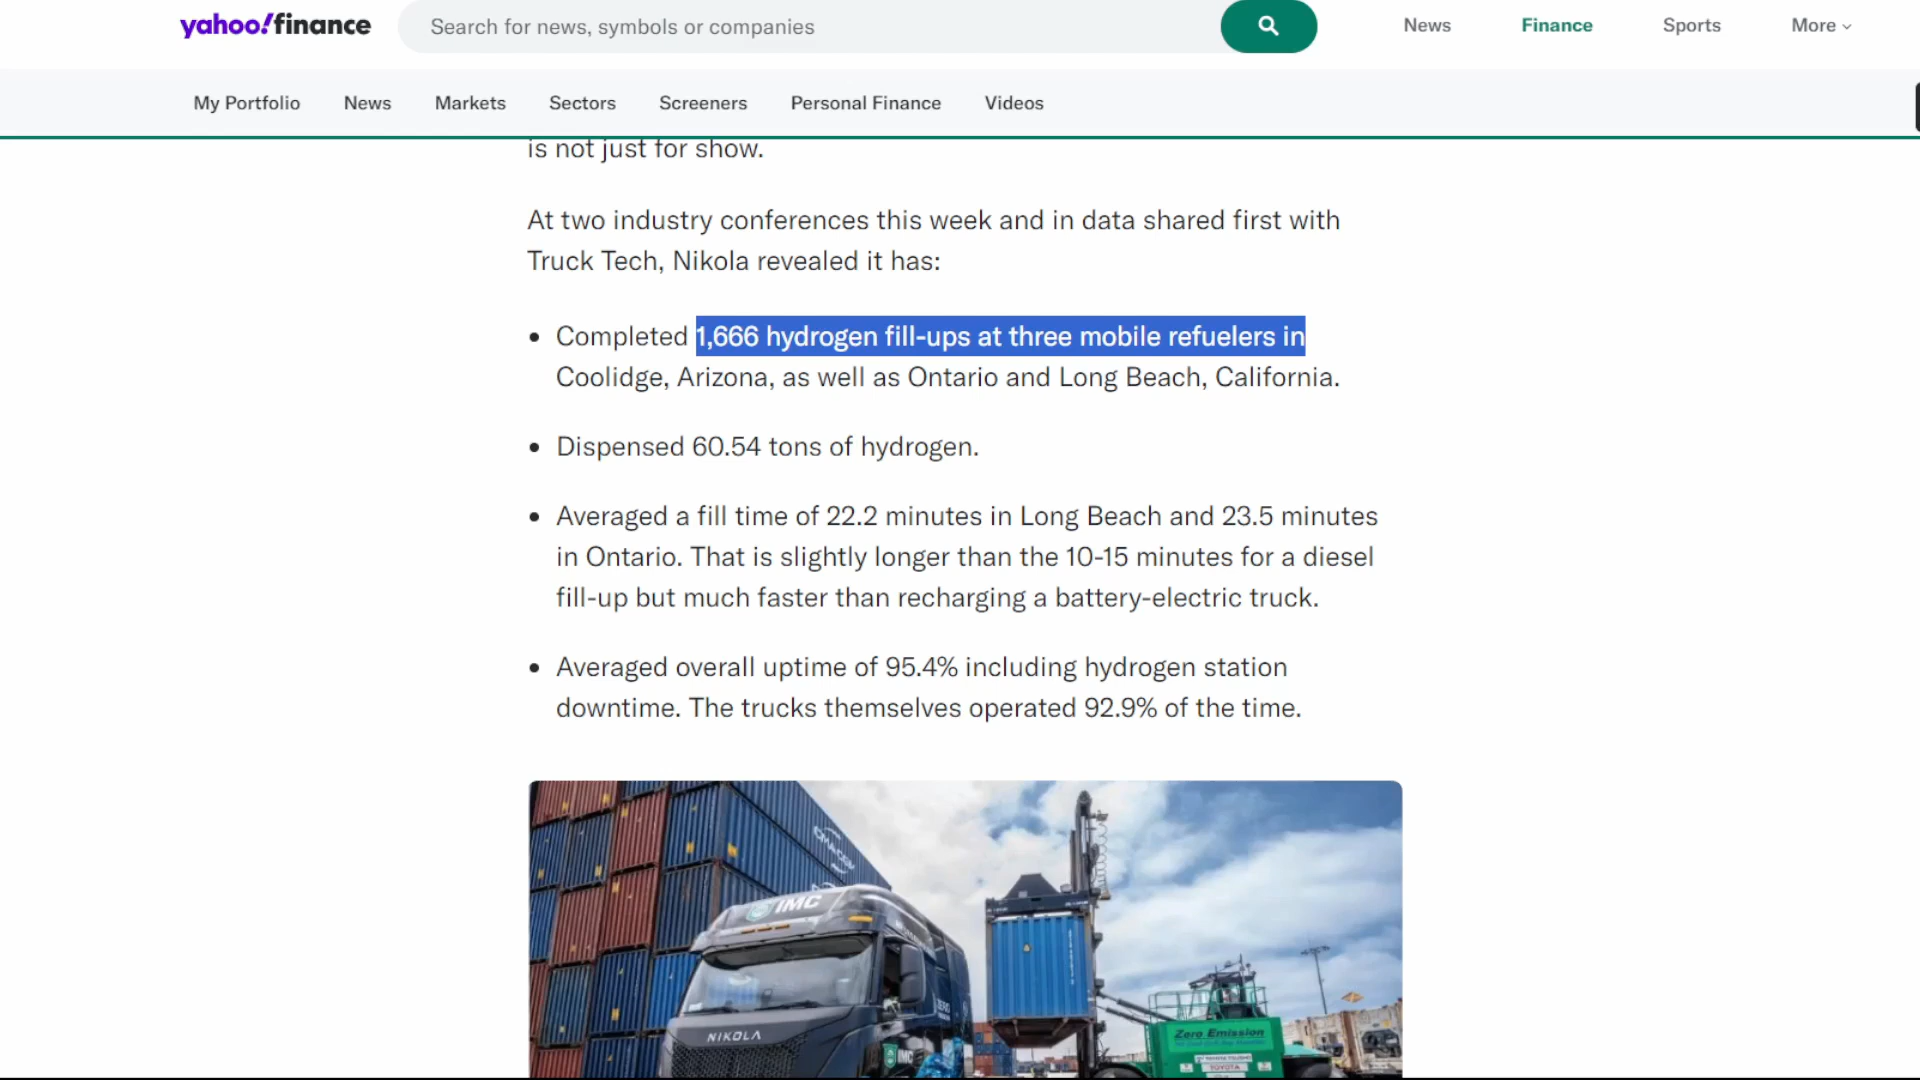 yahoo!finance
Search for news, symbols or companies
News
Finance
Sports
More
My Portfolio
News
Markets
Sectors
Screeners
Personal Finance
Videos
is not just for show.
At two industry conferences this week and in data shared first with
Truck Tech, Nikola revealed it has:
• Completed 1,666 hydrogen fill-ups at three mobile refuelers in
Coolidge, Arizona, as well as Ontario and Long Beach, California.
• Dispensed 60.54 tons of hydrogen.
• Averaged a fill time of 22.2 minutes in Long Beach and 23.5 minutes
in Ontario. That is slightly longer than the 10-15 minutes for a diesel
fill-up but much faster than recharging a battery-electric truck.
• Averaged overall uptime of 95.4% including hydrogen station
downtime. The trucks themselves operated 92.9% of the time.
CMA CGM
IMC
NIKOLA
IMC
Zero Emission
TOYOTA